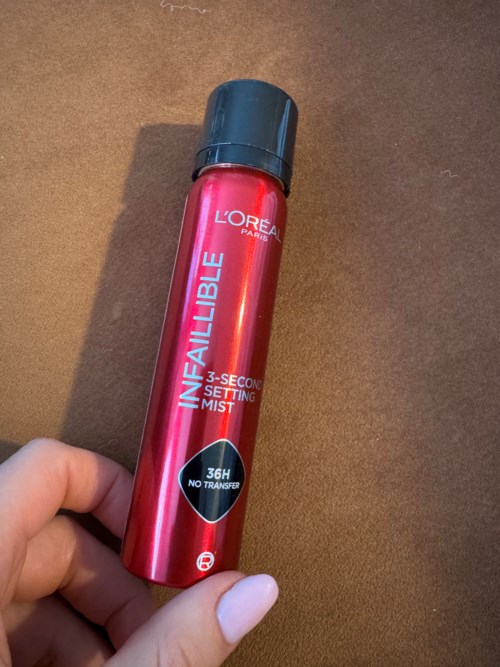 L'ORÉAL
PARIS
INFAILLIBLE
3-SECOND
SETTING
MIST
36H
NO TRANSFER
R